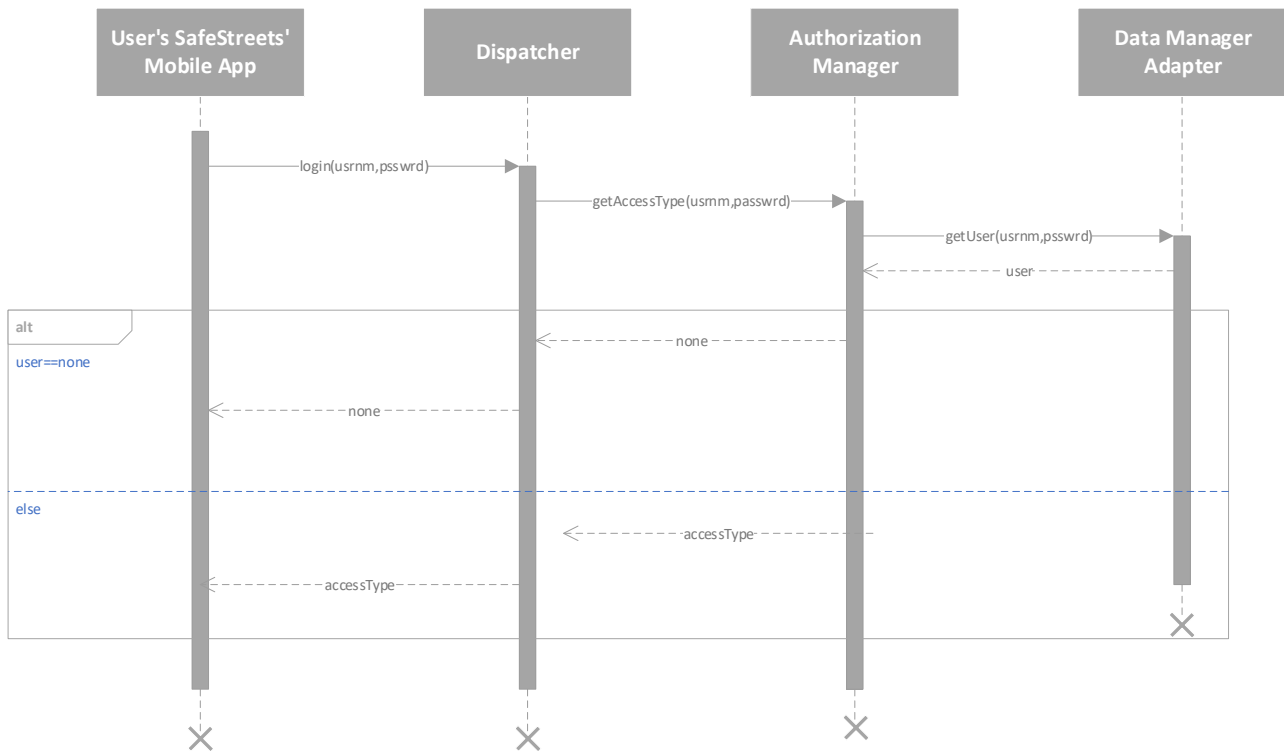 User's SafeStreets'
Mobile App
Dispatcher
Authorization
Manager
Data Manager
Adapter
login(usrnm,psswrd)
getAccessType(usrnm,passwrd)
getUser(usrnm,psswrd)
user
alt
none
user==none
none
else
accessType
accessType